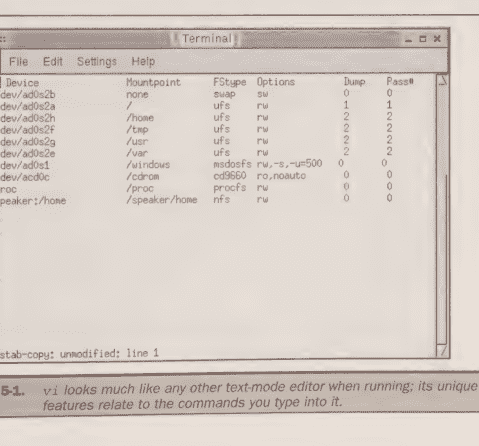 Terminal
File Edit Settings Help
Device Mountpoint FStype Options Dump Pass#
dev/ad0s2b none swap sw 0 0
dev/ad0s2a / ufs rw 1 1
dev/ad0s2h /home ufs rw 2 2
dev/ad0s2f /tmp ufs rw 2 2
dev/ad0s2g /usr ufs rw 2 2
dev/ad0s2e /var ufs rw 2 2
dev/ad0s1 /windows msdosfs rw,-s,-u=500 0 0
dev/acd0c /cdrom cd9660 ro,noauto 0 0
roc /proc procfs rw 0 0
peaker:/home /speaker/home nfs rw 0 0
stab-copy: unmodified: line 1
5-1. vi looks much like any other text-mode editor when running; its unique
features relate to the commands you type into it.